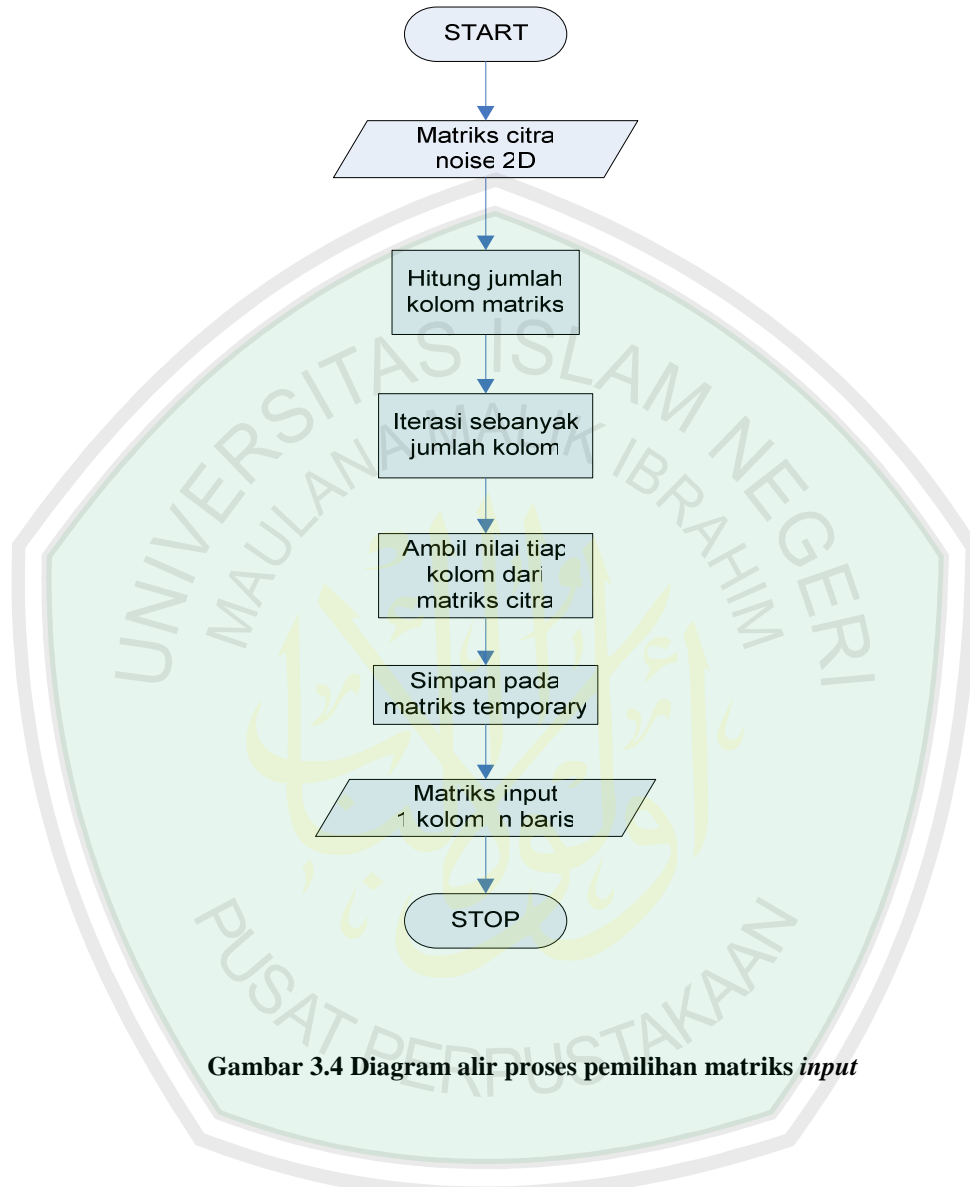 START
Matriks citra
noise 2D
Hitung jumlah
kolom matriks
Iterasi sebanyak
jumlah kolom
Ambil nilai tiap
kolom dari
matriks citra
Simpan pada
matriks temporary
Matriks input
1 kolom n baris
STOP
UNIVERSITAS ISLAM NEGERI
MAULANA MALIK IBRAHIM
PUSAT PERPUSTAKAAN
Gambar 3.4 Diagram alir proses pemilihan matriks input